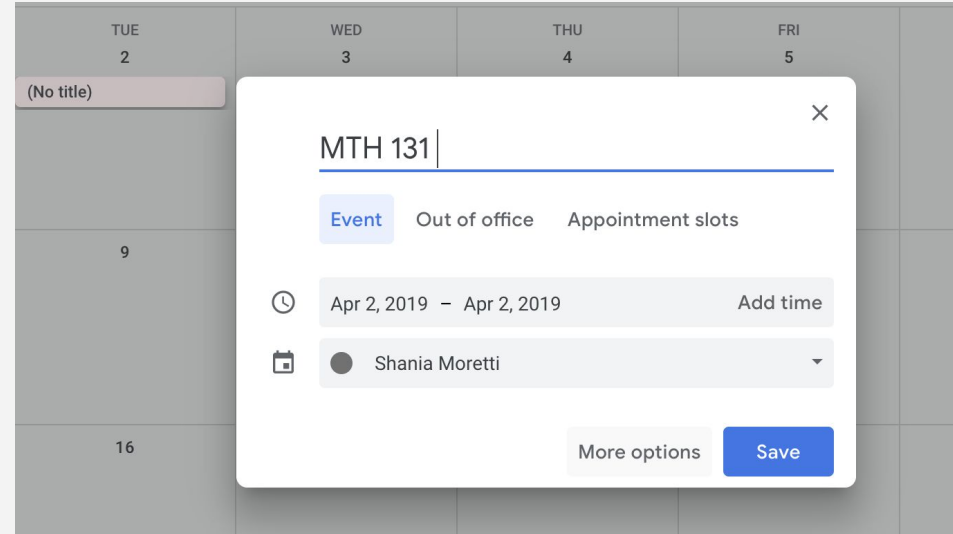 TUE WED THU FRI
2 3 4 5
(No title)
MTH 131
Event Out of office Appointment slots
9
Apr 2, 2019 – Apr 2, 2019 Add time
Shania Moretti
16
More options Save